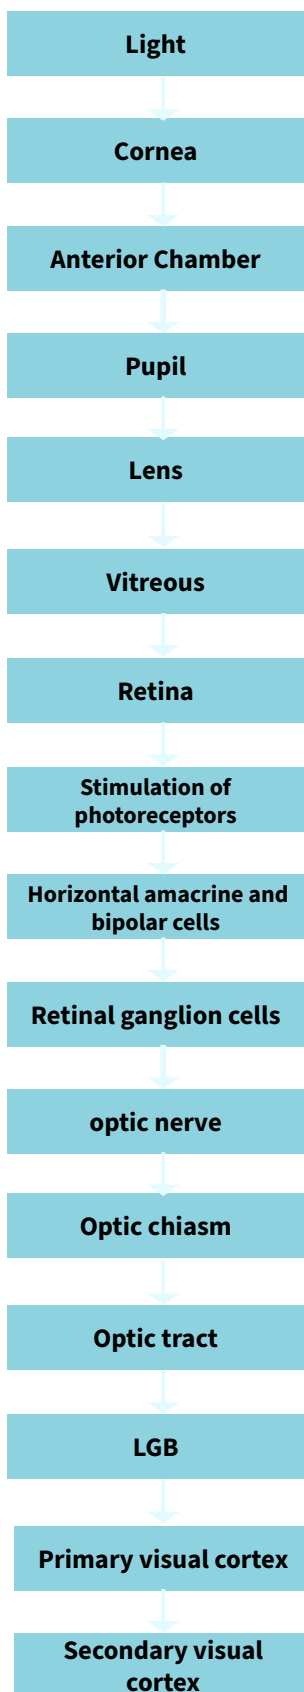 Light
Cornea
Anterior Chamber
Pupil
Lens
Vitreous
Retina
Stimulation of
photoreceptors
Horizontal amacrine and
bipolar cells
Retinal ganglion cells
optic nerve
Optic chiasm
Optic tract
LGB
Primary visual cortex
Secondary visual
cortex